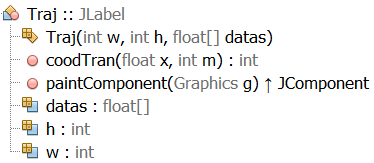 Traj :: JLabel
Traj(int w, int h, float[] datas)
coodTran(float x, int m) : int
paintComponent(Graphics g) ↑ JComponent
datas : float[]
h : int
w : int